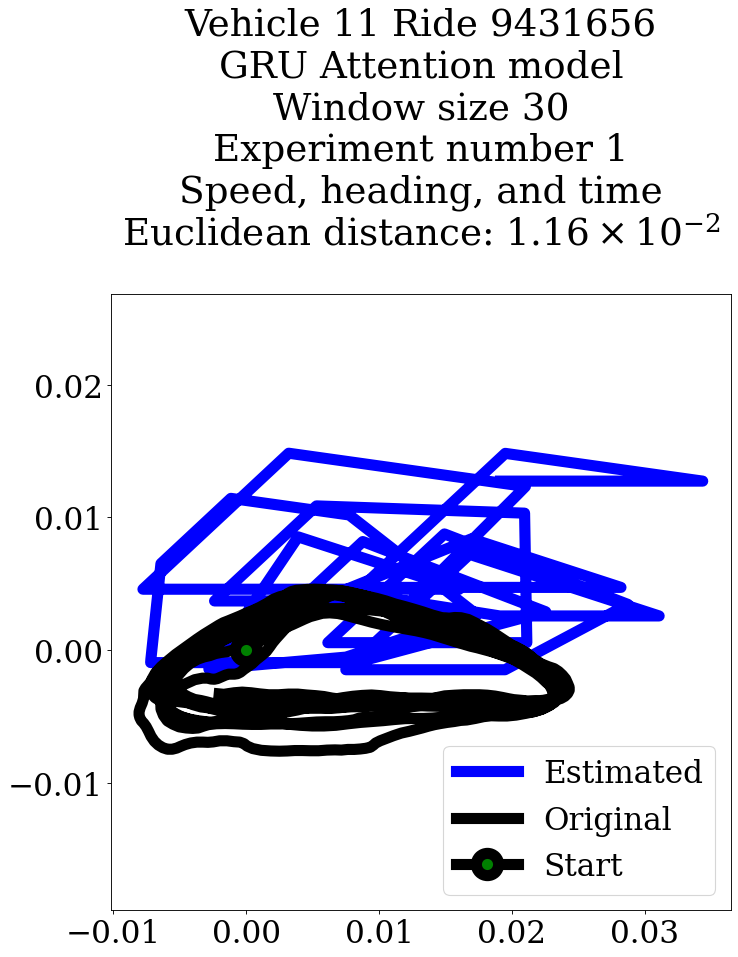 Vehicle 11 Ride 9431656
GRU Attention model
Window size 30
Experiment number 1
Speed, heading, and time
Euclidean distance: 1.16 × 10⁻²
0.02
0.01
0.00
−0.01
Estimated
Original
Start
−0.01 0.00 0.01 0.02 0.03